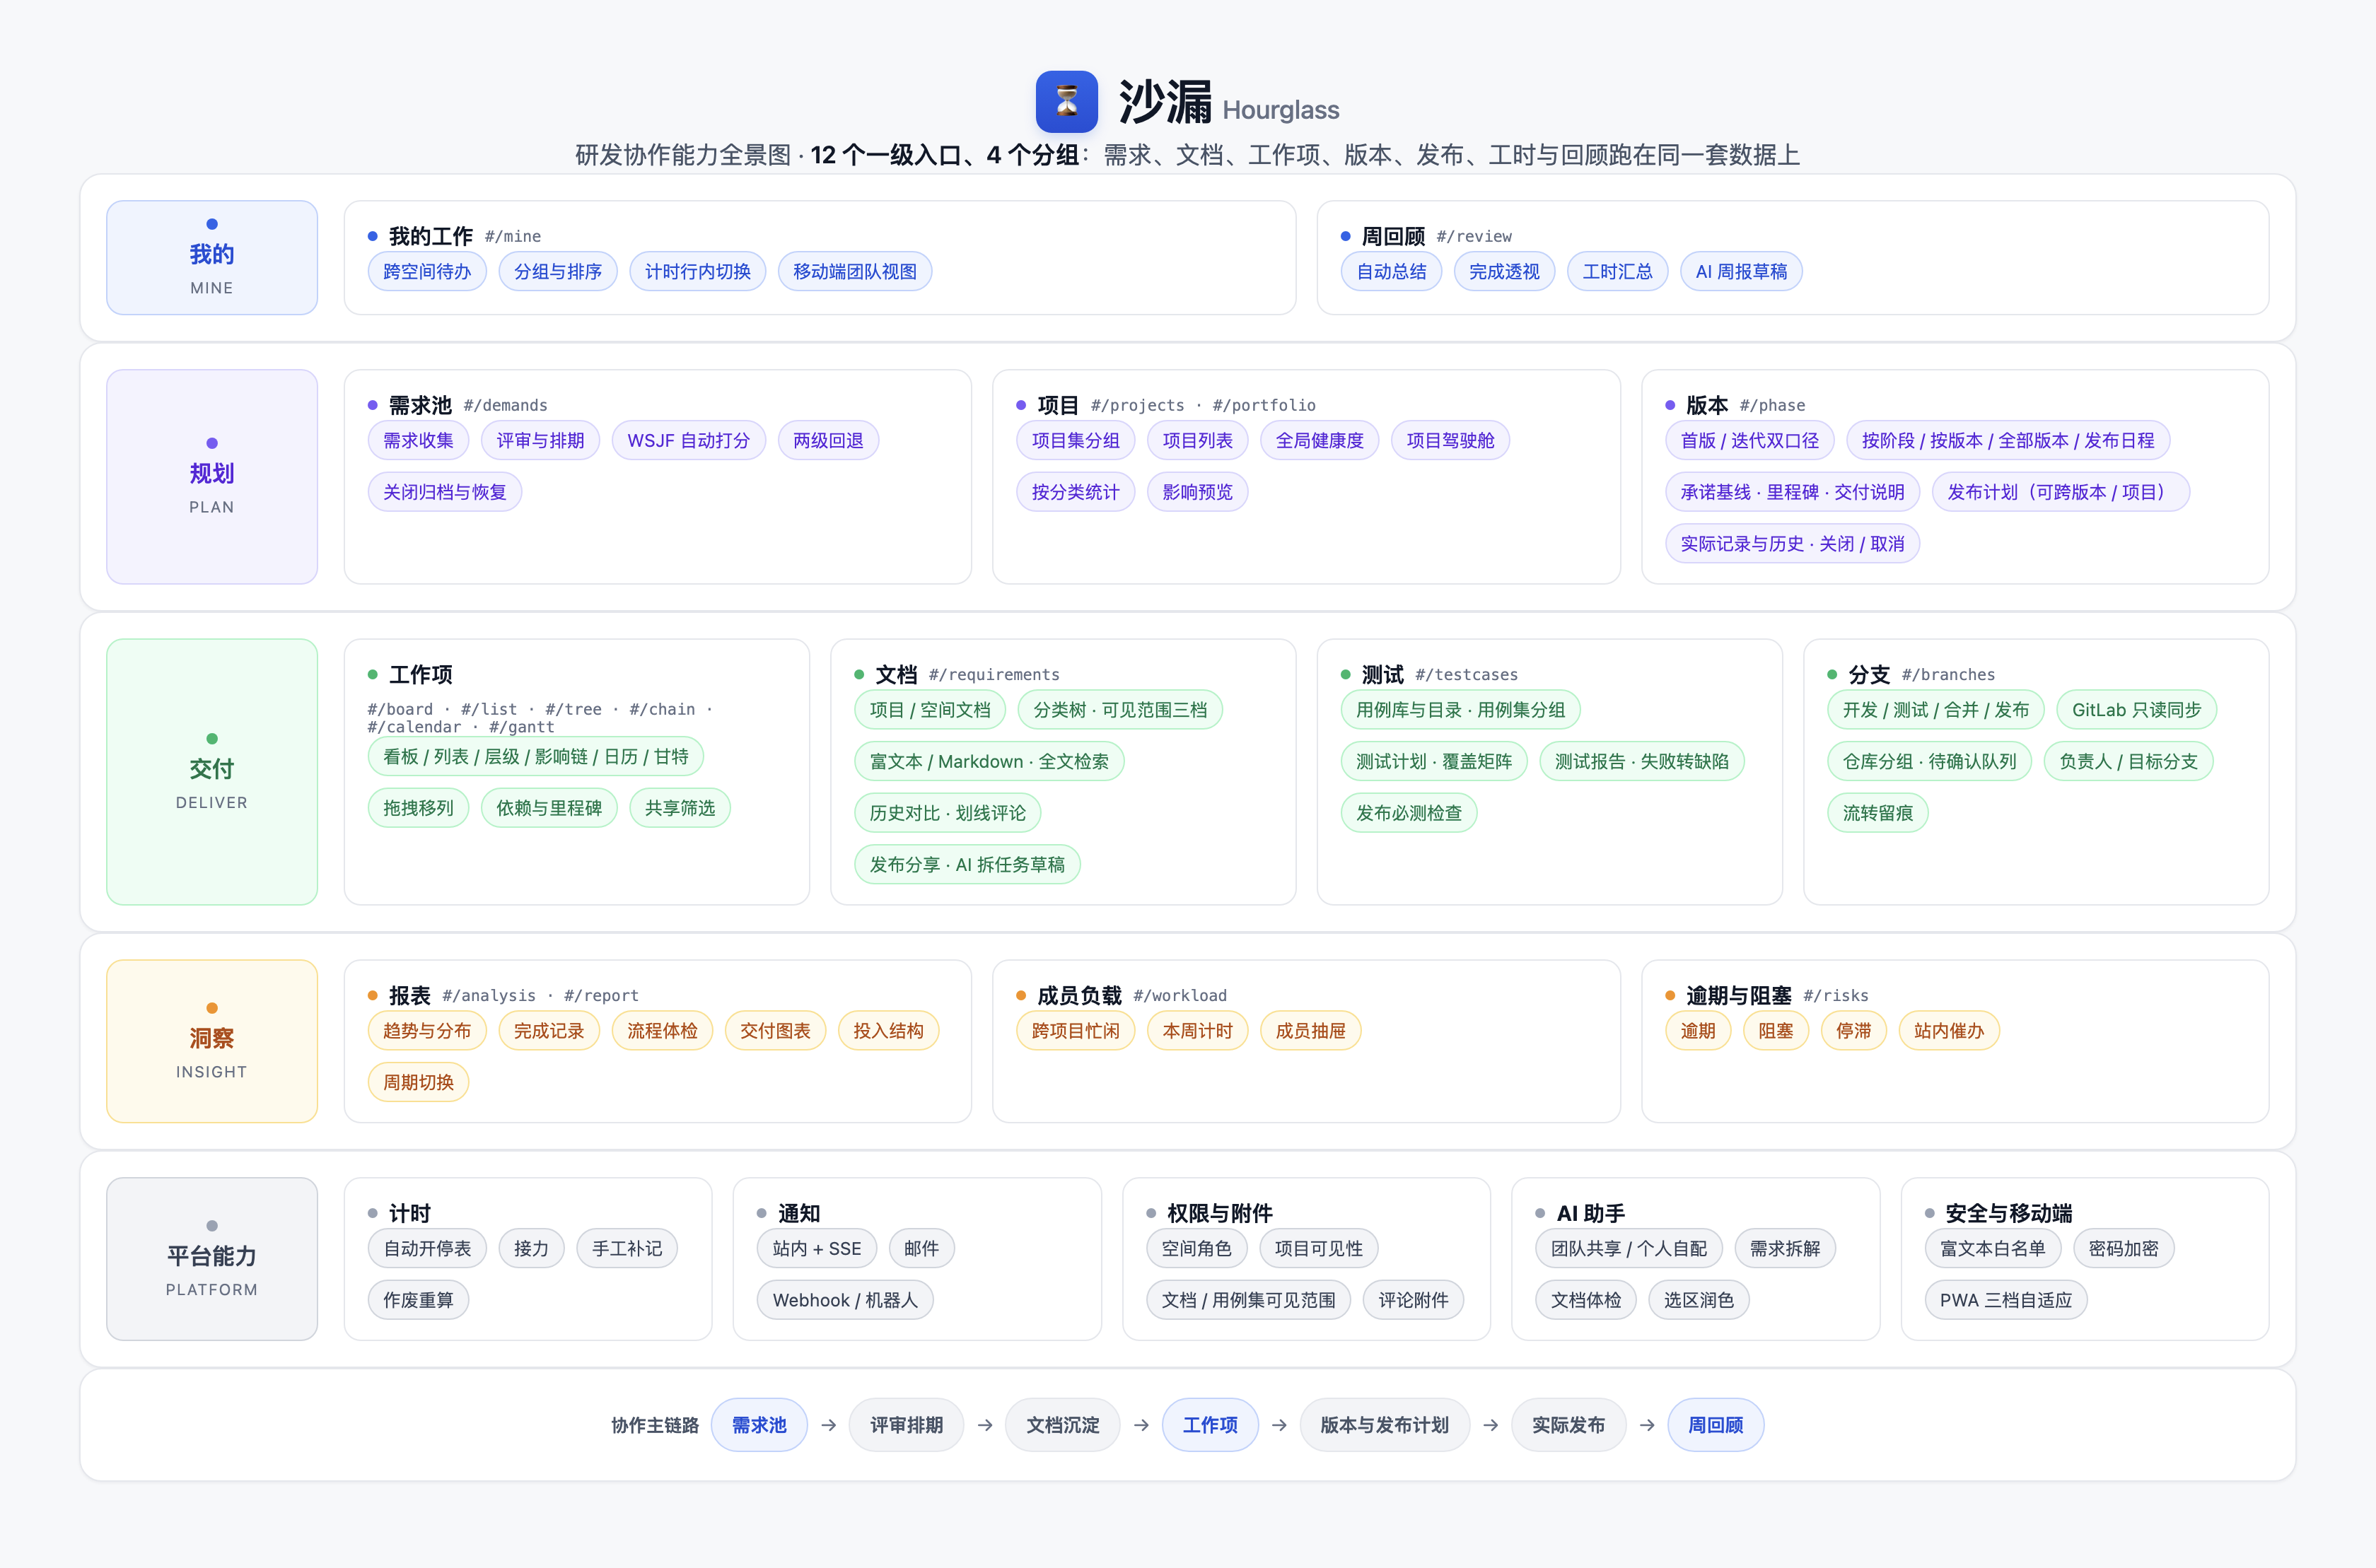 沙漏 Hourglass
研发协作能力全景图 · 12 个一级入口、4 个分组：需求、文档、工作项、版本、发布、工时与回顾跑在同一套数据上
我的
MINE
我的工作 #/mine
跨空间待办 分组与排序 计时行内切换 移动端团队视图
周回顾 #/review
自动总结 完成透视 工时汇总 AI 周报草稿
规划
PLAN
需求池 #/demands
需求收集 评审与排期 WSJF 自动打分 两级回退
关闭归档与恢复
项目 #/projects · #/portfolio
项目集分组 项目列表 全局健康度 项目驾驶舱
按分类统计 影响预览
版本 #/phase
首版 / 迭代双口径 按阶段 / 按版本 / 全部版本 / 发布日程
承诺基线 · 里程碑 · 交付说明 发布计划（可跨版本 / 项目）
实际记录与历史 · 关闭 / 取消
交付
DELIVER
工作项
#/board · #/list · #/tree · #/chain ·
#/calendar · #/gantt
看板 / 列表 / 层级 / 影响链 / 日历 / 甘特
拖拽移列 依赖与里程碑 共享筛选
文档 #/requirements
项目 / 空间文档 分类树 · 可见范围三档
富文本 / Markdown · 全文检索
历史对比 · 划线评论
发布分享 · AI 拆任务草稿
测试 #/testcases
用例库与目录 · 用例集分组
测试计划 · 覆盖矩阵 测试报告 · 失败转缺陷
发布必测检查
分支 #/branches
开发 / 测试 / 合并 / 发布 GitLab 只读同步
仓库分组 · 待确认队列 负责人 / 目标分支
流转留痕
洞察
INSIGHT
报表 #/analysis · #/report
趋势与分布 完成记录 流程体检 交付图表 投入结构
周期切换
成员负载 #/workload
跨项目忙闲 本周计时 成员抽屉
逾期与阻塞 #/risks
逾期 阻塞 停滞 站内催办
平台能力
PLATFORM
计时
自动开停表 接力 手工补记
作废重算
通知
站内 + SSE 邮件
Webhook / 机器人
权限与附件
空间角色 项目可见性
文档 / 用例集可见范围 评论附件
AI 助手
团队共享 / 个人自配 需求拆解
文档体检 选区润色
安全与移动端
富文本白名单 密码加密
PWA 三档自适应
协作主链路 需求池 → 评审排期 → 文档沉淀 → 工作项 → 版本与发布计划 → 实际发布 → 周回顾